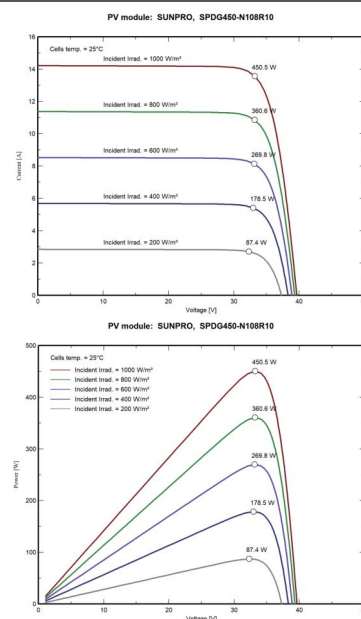 PV module: SUNPRO, SPDG450-N108R10
16
14
12
10
8
6
4
2
0
Current [A]
Cells temp. = 25°C
Incident Irrad. = 1000 W/m²
450.5 W
Incident Irrad. = 800 W/m²
360.6 W
Incident Irrad. = 600 W/m²
269.8 W
Incident Irrad. = 400 W/m²
178.5 W
Incident Irrad. = 200 W/m²
87.4 W
0 10 20 30 40
Voltage [V]
PV module: SUNPRO, SPDG450-N108R10
500
400
300
200
100
0
Power [W]
Cells temp. = 25°C
Incident Irrad. = 1000 W/m²
Incident Irrad. = 800 W/m²
Incident Irrad. = 600 W/m²
Incident Irrad. = 400 W/m²
Incident Irrad. = 200 W/m²
450.5 W
360.6 W
269.8 W
178.5 W
87.4 W
0 10 20 30 40
Voltage